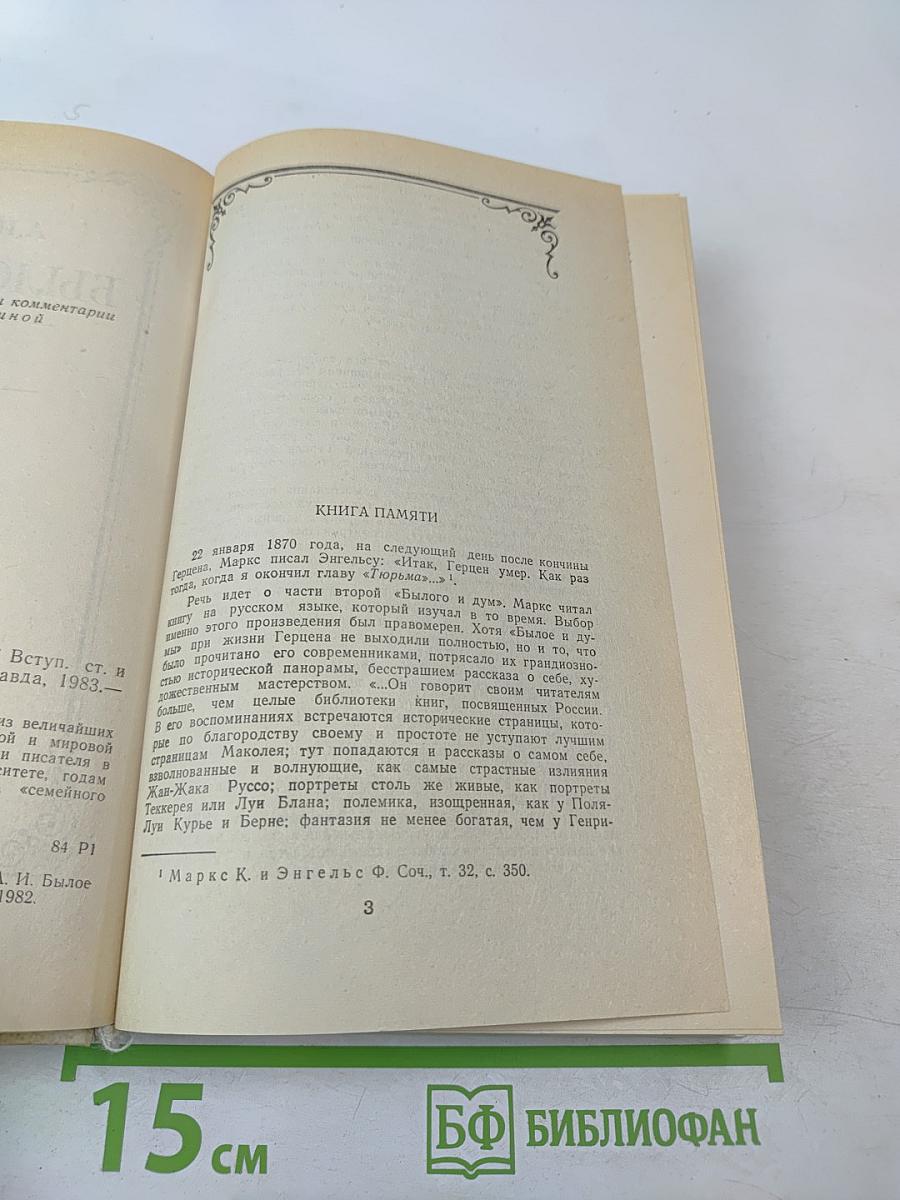 БЫЛО
и комментарии
иной
Вступ. ст. и
авда, 1983.—
из величайших
ой и мировой
и писателя в
ситете, годам
«семейного
84 Р1
А. И. Былое
1982.
КНИГА ПАМЯТИ
22 января 1870 года, на следующий день после кончины
Герцена, Маркс писал Энгельсу: «Итак, Герцен умер. Как раз
тогда, когда я окончил главу «Тюрьма»...» ¹.
Речь идет о части второй «Былого и дум». Маркс читал
книгу на русском языке, который изучал в то время. Выбор
именно этого произведения был правомерен. Хотя «Былое и ду-
мы» при жизни Герцена не выходили полностью, но и то, что
было прочитано его современниками, потрясало их грандиозно-
стью исторической панорамы, бесстрашием рассказа о себе, ху-
дожественным мастерством. «...Он говорит своим читателям
больше, чем целые библиотеки книг, посвященных России.
В его воспоминаниях встречаются исторические страницы, кото-
рые по благородству своему и простоте не уступают лучшим
страницам Маколея; тут попадаются и рассказы о самом себе,
взволнованные и волнующие, как самые страстные излияния
Жан-Жака Руссо; портреты столь же живые, как портреты
Теккерея или Луи Блана; полемика, изощренная, как у Поля-
Луи Курье и Берне; фантазия не менее богатая, чем у Генри-
¹ Маркс К. и Энгельс Ф. Соч., т. 32, с. 350.
3
15 см
БФ БИБЛИОФАН